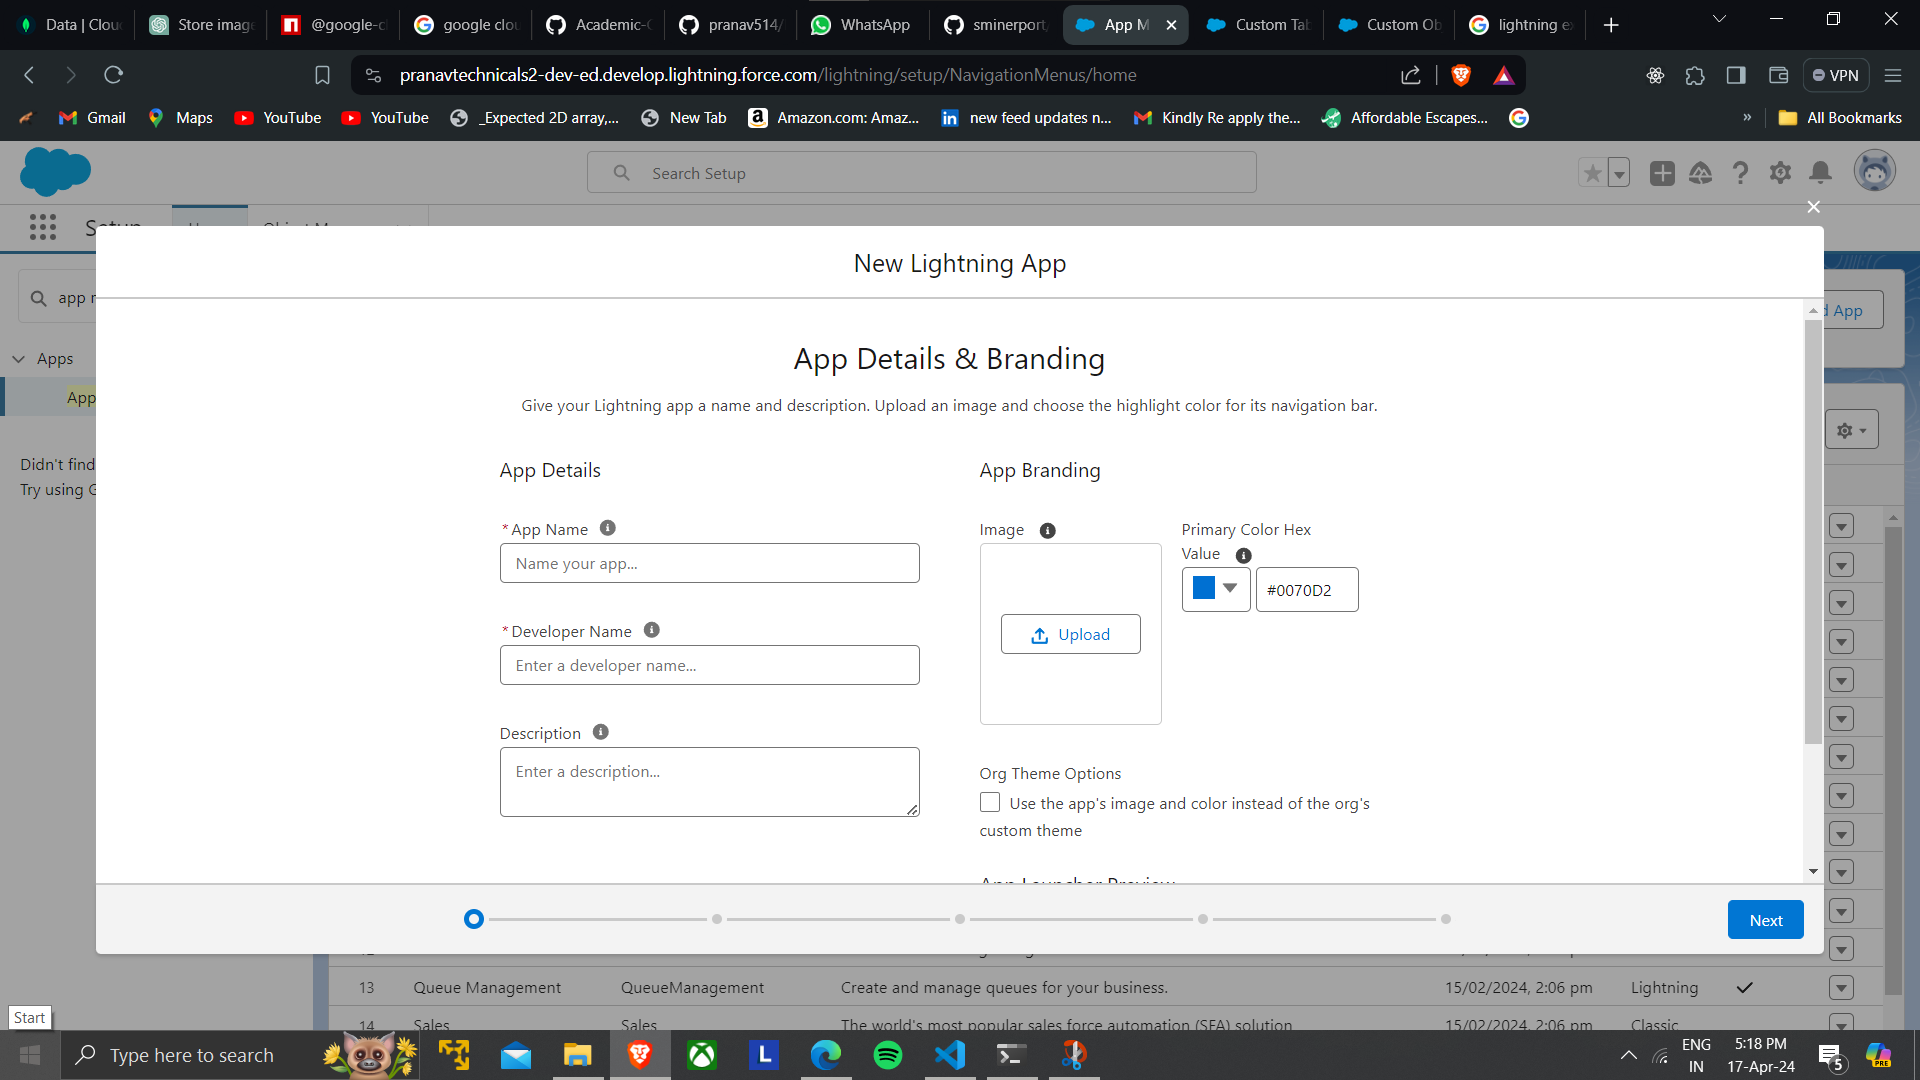 Data | Clou
Store image
@google-cl
google clou
Academic-C
pranav514/
WhatsApp
sminerport/
App M
Custom Tab
Custom Ob
lightning ex
pranavtechnicals2-dev-ed.develop.lightning.force.com/lightning/setup/NavigationMenus/home
VPN
Gmail
Maps
YouTube
YouTube
_Expected 2D array,...
New Tab
Amazon.com: Amaz...
new feed updates n...
Kindly Re apply the...
Affordable Escapes...
»
All Bookmarks
Search Setup
Setup
New Lightning App
app r
d App
Apps
App
Didn't find
Try using G
App Details & Branding
Give your Lightning app a name and description. Upload an image and choose the highlight color for its navigation bar.
App Details
App Branding
*App Name
Name your app...
*Developer Name
Enter a developer name...
Description
Enter a description...
Image
Upload
Primary Color Hex
Value
#0070D2
Org Theme Options
Use the app's image and color instead of the org's
custom theme
App Launcher Preview
Next
13 Queue Management QueueManagement Create and manage queues for your business. 15/02/2024, 2:06 pm Lightning
14 Sales Sales The world's most popular sales force automation (SFA) solution 15/02/2024, 2:06 pm Classic
Start
Type here to search
L
PRE
ENG
IN
5:18 PM
17-Apr-24
5